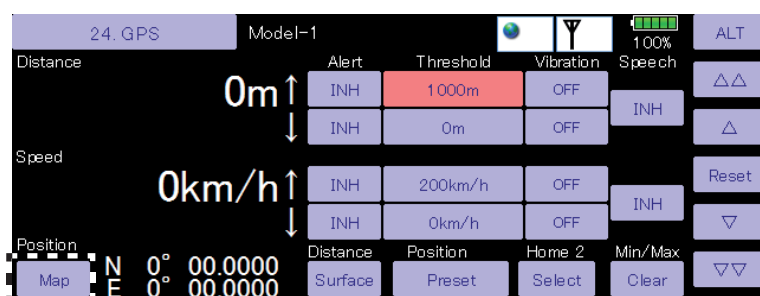 24. GPS Model-1 100% ALT
Distance Alert Threshold Vibration Speech
0m ↑ INH 1000m OFF INH △△
↓ INH 0m OFF △
Speed
0km/h ↑ INH 200km/h OFF INH Reset
↓ INH 0km/h OFF ▽
Position Distance Position Home 2 Min/Max
Map N 0° 00.0000 Surface Preset Select Clear ▽▽
E 0° 00.0000